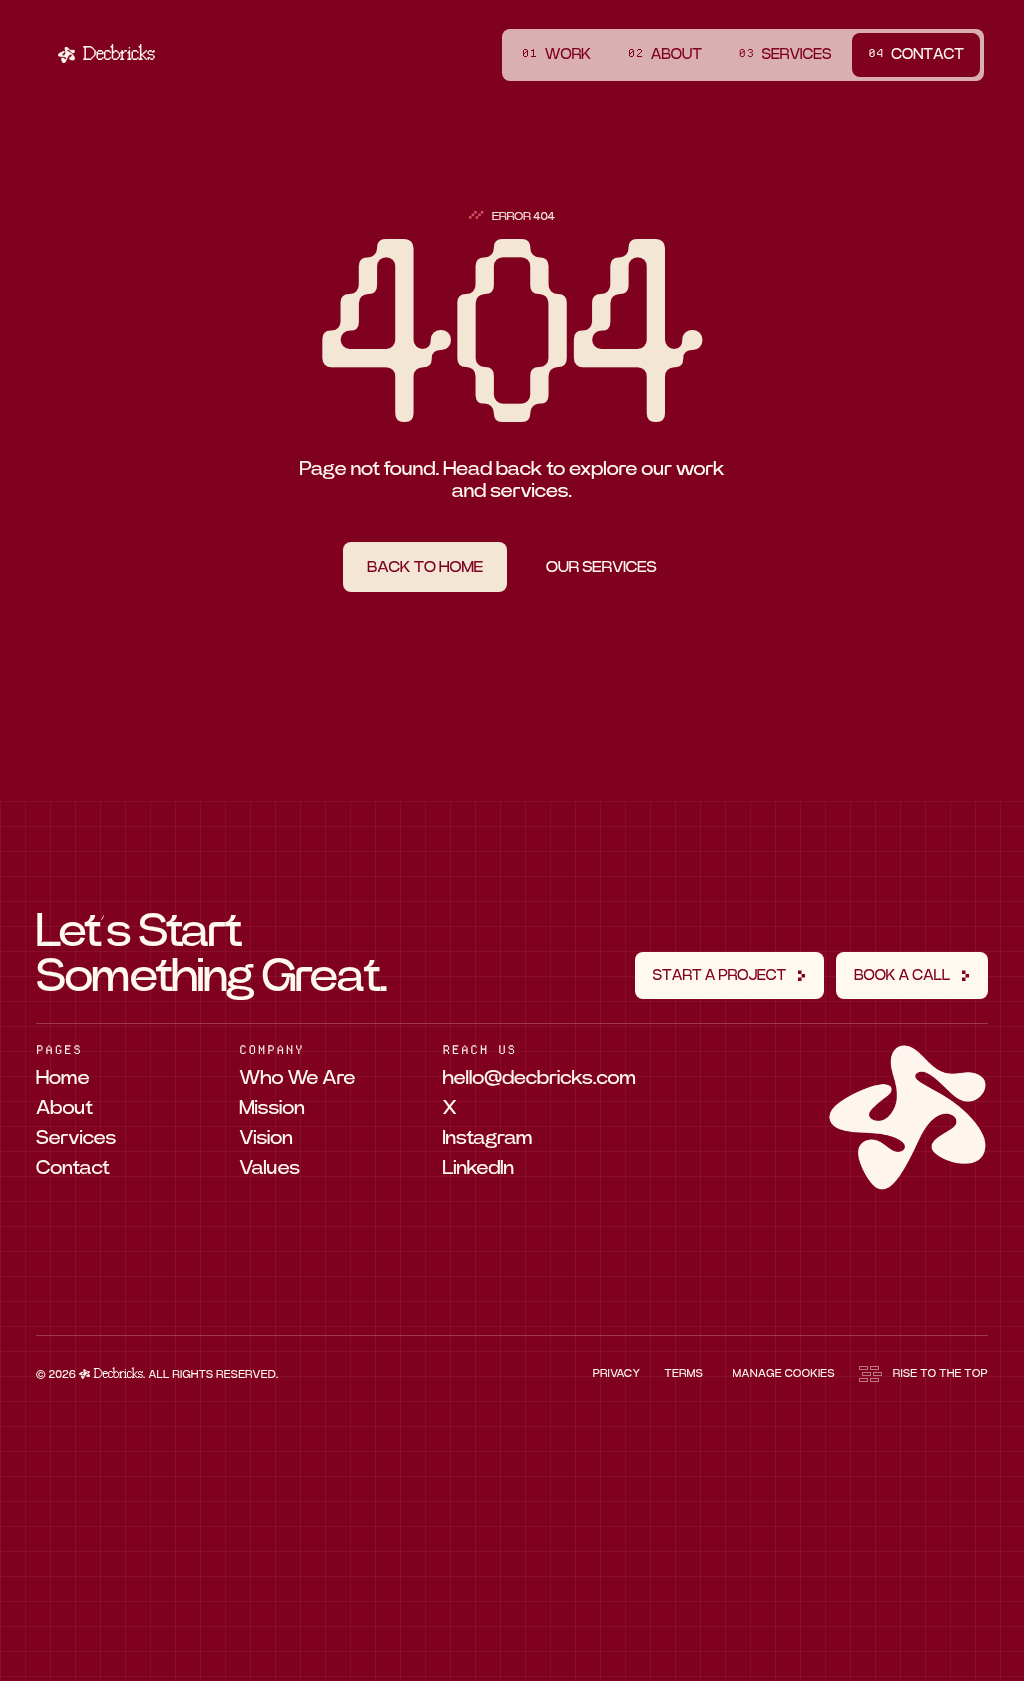 Decbricks
01 WORK 02 ABOUT 03 SERVICES 04 CONTACT
ERROR 404
404
Page not found. Head back to explore our work
and services.
BACK TO HOME
OUR SERVICES
Let's Start
Something Great.
START A PROJECT
BOOK A CALL
PAGES
Home
About
Services
Contact
COMPANY
Who We Are
Mission
Vision
Values
REACH US
hello@decbricks.com
X
Instagram
LinkedIn
© 2026 Decbricks. ALL RIGHTS RESERVED.
PRIVACY TERMS MANAGE COOKIES RISE TO THE TOP